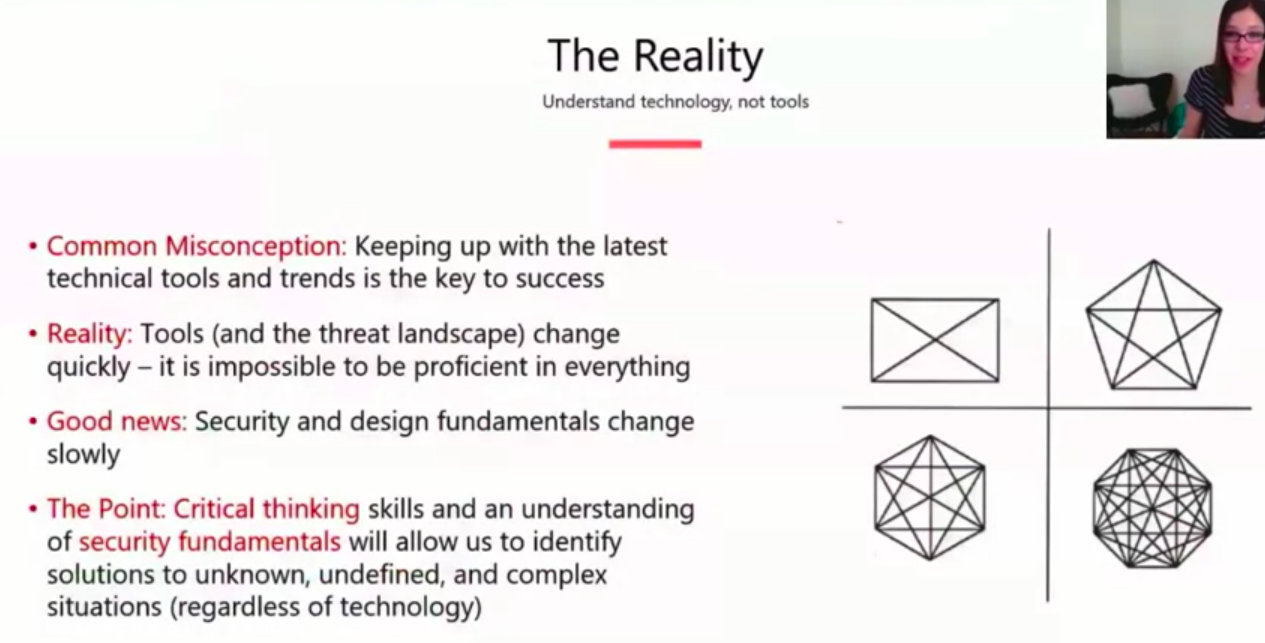 The Reality
Understand technology, not tools
• Common Misconception: Keeping up with the latest
technical tools and trends is the key to success
• Reality: Tools (and the threat landscape) change
quickly – it is impossible to be proficient in everything
• Good news: Security and design fundamentals change
slowly
• The Point: Critical thinking skills and an understanding
of security fundamentals will allow us to identify
solutions to unknown, undefined, and complex
situations (regardless of technology)